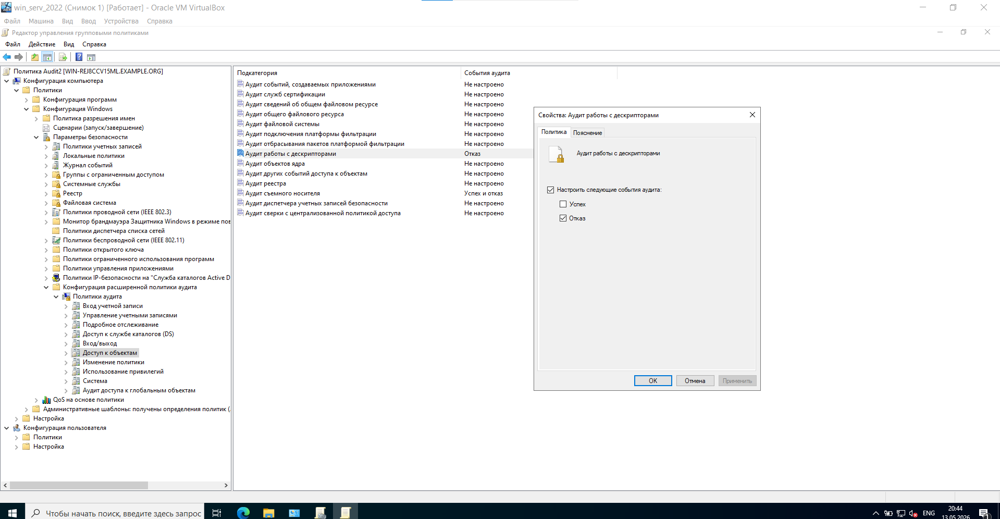 win_serv_2022 (Снимок 1) [Работает] - Oracle VM VirtualBox
Файл Машина Вид Ввод Устройства Справка
Редактор управления групповыми политиками
Файл Действие Вид Справка
Политика Audit2 [WIN-REJ8CCV15ML.EXAMPLE.ORG]
Конфигурация компьютера
Политики
Конфигурация программ
Конфигурация Windows
Политика разрешения имен
Сценарии (запуск/завершение)
Параметры безопасности
Политики учетных записей
Локальные политики
Журнал событий
Группы с ограниченным доступом
Системные службы
Реестр
Файловая система
Политики проводной сети (IEEE 802.3)
Монитор брандмауэра Защитника Windows в режиме пов
Политики диспетчера списка сетей
Политики беспроводной сети (IEEE 802.11)
Политики открытого ключа
Политики ограниченного использования программ
Политики управления приложениями
Политики IP-безопасности на "Служба каталогов Active D
Конфигурация расширенной политики аудита
Политики аудита
Вход учетной записи
Управление учетными записями
Подробное отслеживание
Доступ к службе каталогов (DS)
Вход/выход
Доступ к объектам
Изменение политики
Использование привилегий
Система
Аудит доступа к глобальным объектам
QoS на основе политики
Административные шаблоны: получены определения политик (.
Настройка
Конфигурация пользователя
Политики
Настройка
Подкатегория События аудита
Аудит событий, создаваемых приложениями Не настроено
Аудит служб сертификации Не настроено
Аудит сведений об общем файловом ресурсе Не настроено
Аудит общего файлового ресурса Не настроено
Аудит файловой системы Не настроено
Аудит подключения платформы фильтрации Не настроено
Аудит отбрасывания пакетов платформой фильтрации Не настроено
Аудит работы с дескрипторами Отказ
Аудит объектов ядра Не настроено
Аудит других событий доступа к объектам Не настроено
Аудит реестра Не настроено
Аудит съемного носителя Успех и отказ
Аудит диспетчера учетных записей безопасности Не настроено
Аудит сверки с централизованной политикой доступа Не настроено
Свойства: Аудит работы с дескрипторами
Политика Пояснение
Аудит работы с дескрипторами
Настроить следующие события аудита:
Успех
Отказ
ОК Отмена Применить
Чтобы начать поиск, введите здесь запрос
ENG
20:44
13.05.2026
1